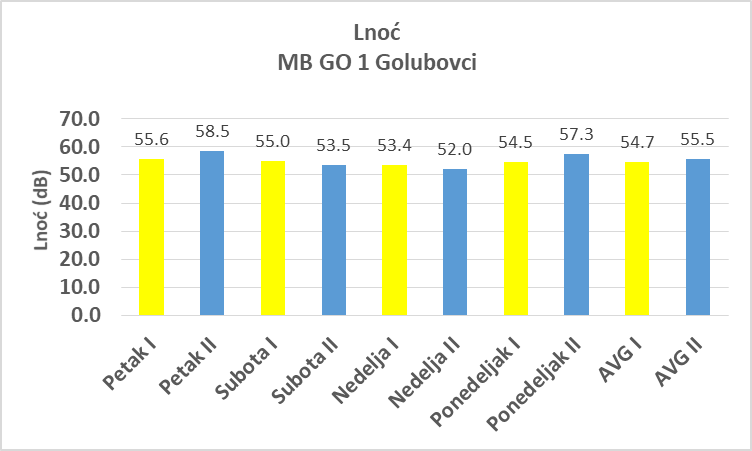 Lnoć
MB GO 1 Golubovci
Lnoć (dB)
70.0
60.0
50.0
40.0
30.0
20.0
10.0
0.0
55.6 58.5 55.0 53.5 53.4 52.0 54.5 57.3 54.7 55.5
Petak I
Petak II
Subota I
Subota II
Nedelja I
Nedelja II
Ponedeljak I
Ponedeljak II
AVG I
AVG II